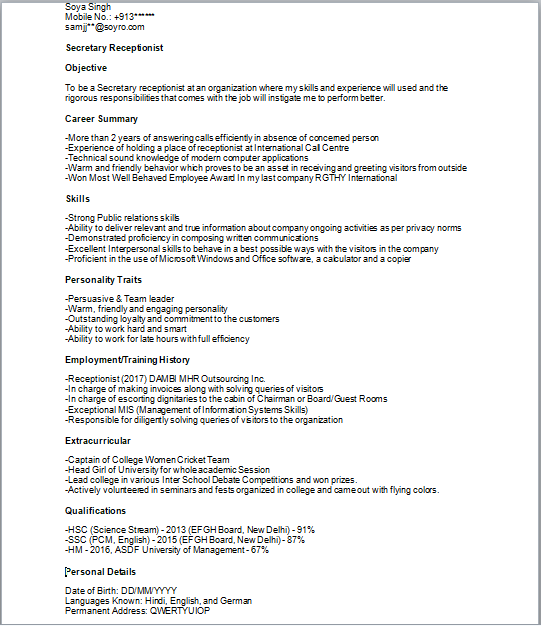 Soya Singh
Mobile No.: +913******
samjj**@soyro.com
Secretary Receptionist
Objective
To be a Secretary receptionist at an organization where my skills and experience will used and the
rigorous responsibilities that comes with the job will instigate me to perform better.
Career Summary
-More than 2 years of answering calls efficiently in absence of concerned person
-Experience of holding a place of receptionist at International Call Centre
-Technical sound knowledge of modern computer applications
-Warm and friendly behavior which proves to be an asset in receiving and greeting visitors from outside
-Won Most Well Behaved Employee Award In my last company RGTHY International
Skills
-Strong Public relations skills
-Ability to deliver relevant and true information about company ongoing activities as per privacy norms
-Demonstrated proficiency in composing written communications
-Excellent Interpersonal skills to behave in a best possible ways with the visitors in the company
-Proficient in the use of Microsoft Windows and Office software, a calculator and a copier
Personality Traits
-Persuasive & Team leader
-Warm, friendly and engaging personality
-Outstanding loyalty and commitment to the customers
-Ability to work hard and smart
-Ability to work for late hours with full efficiency
Employment/Training History
-Receptionist (2017) DAMBI MHR Outsourcing Inc.
-In charge of making invoices along with solving queries of visitors
-In charge of escorting dignitaries to the cabin of Chairman or Board/Guest Rooms
-Exceptional MIS (Management of Information Systems Skills)
-Responsible for diligently solving queries of visitors to the organization
Extracurricular
-Captain of College Women Cricket Team
-Head Girl of University for whole academic Session
-Lead college in various Inter School Debate Competitions and won prizes.
-Actively volunteered in seminars and fests organized in college and came out with flying colors.
Qualifications
-HSC (Science Stream) - 2013 (EFGH Board, New Delhi) - 91%
-SSC (PCM, English) - 2015 (EFGH Board, New Delhi) - 87%
-HM - 2016, ASDF University of Management - 67%
Personal Details
Date of Birth: DD/MM/YYYY
Languages Known: Hindi, English, and German
Permanent Address: QWERTYUIOP